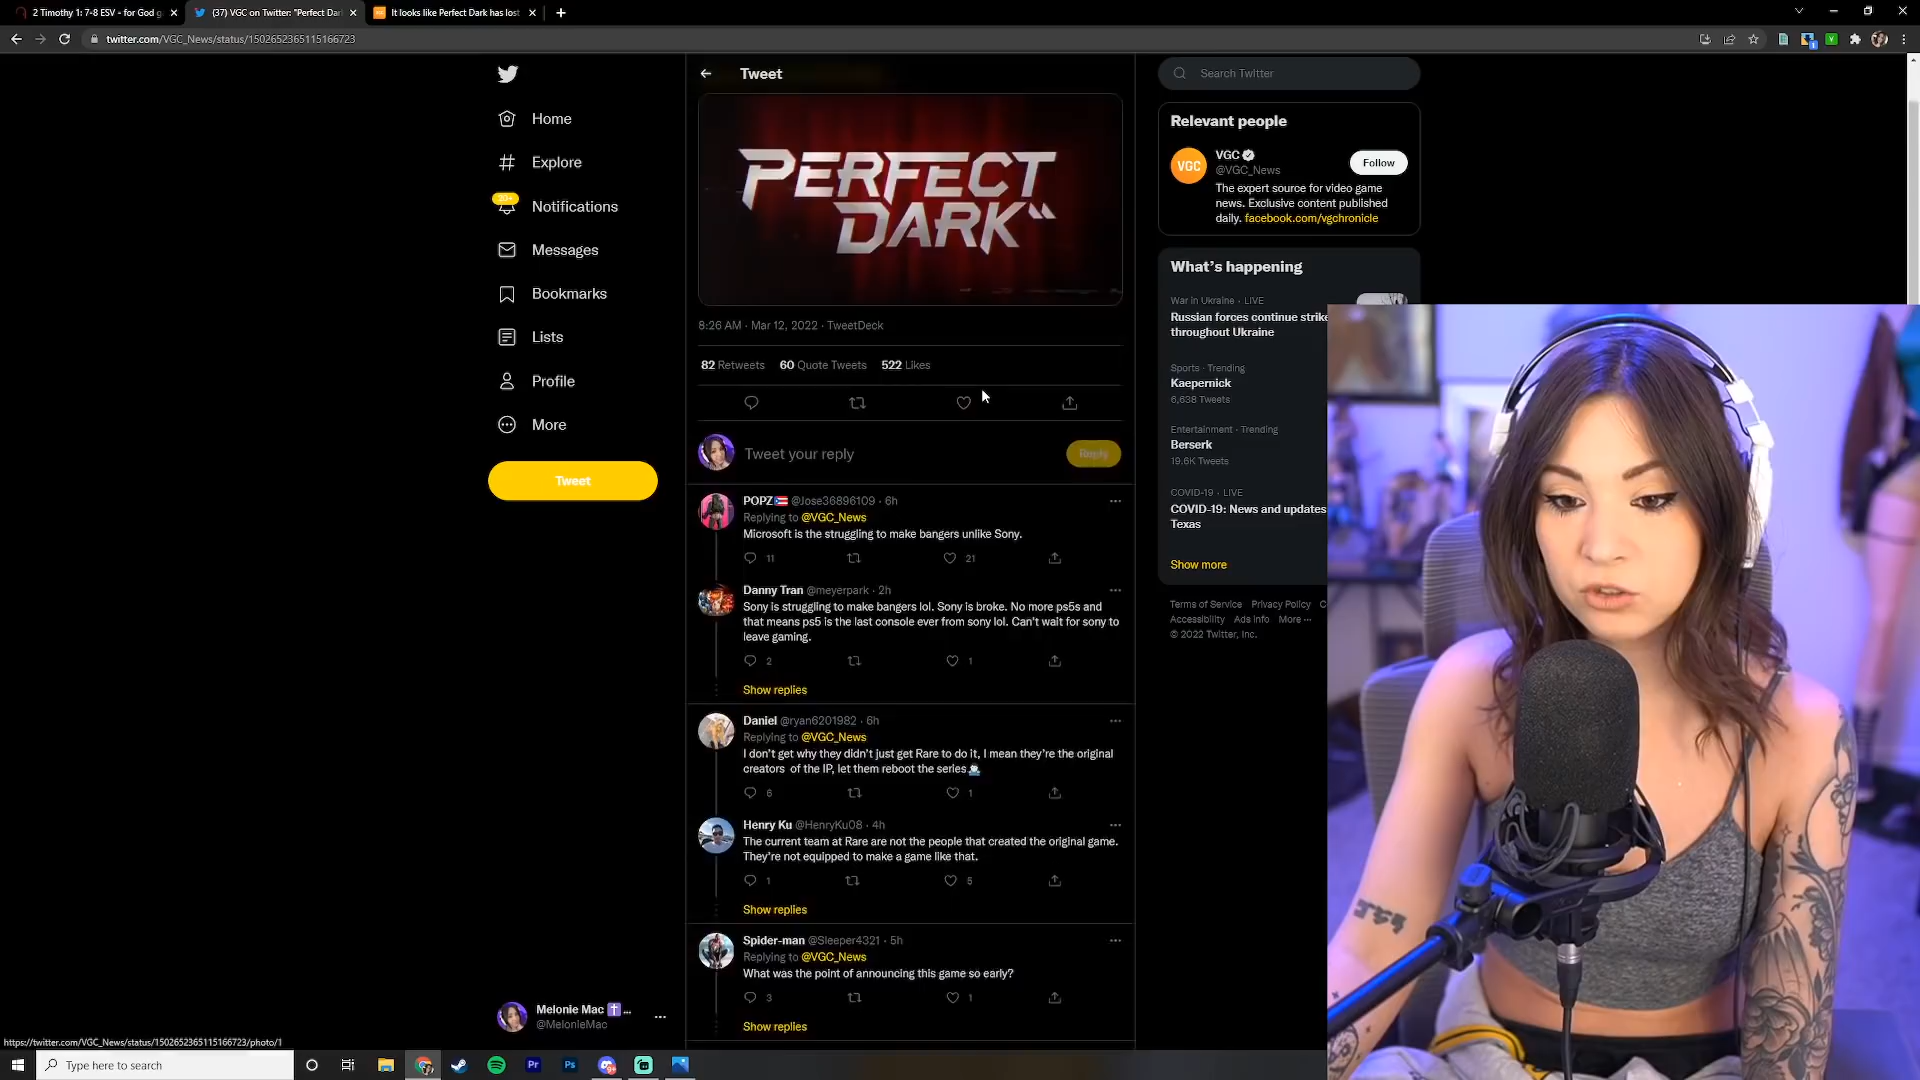 2 Timothy 1: 7-8 ESV - for God g
(37) VGC on Twitter: "Perfect Dar
It looks like Perfect Dark has lost
twitter.com/VGC_News/status/1502652365115166723
Home
Explore
20+
Notifications
Messages
Bookmarks
Lists
Profile
More
Tweet
Melonie Mac ✝️...
@MelonieMac
Tweet
PERFECT
DARK
8:26 AM · Mar 12, 2022 · TweetDeck
82 Retweets 60 Quote Tweets 522 Likes
Tweet your reply
Reply
POPZ🇵🇷 @Jose36896109 · 6h
Replying to @VGC_News
Microsoft is the struggling to make bangers unlike Sony.
11 21
Danny Tran @meyerpark · 2h
Sony is struggling to make bangers lol. Sony is broke. No more ps5s and
that means ps5 is the last console ever from sony lol. Can't wait for sony to
leave gaming.
2 1
Show replies
Daniel @ryan6201982 · 6h
Replying to @VGC_News
I don't get why they didn't just get Rare to do it, I mean they're the original
creators of the IP, let them reboot the series
6 1
Henry Ku @HenryKu08 · 4h
The current team at Rare are not the people that created the original game.
They're not equipped to make a game like that.
1 5
Show replies
Spider-man @Sleeper4321 · 5h
Replying to @VGC_News
What was the point of announcing this game so early?
3 1
Show replies
Search Twitter
Relevant people
VGC
VGC
@VGC_News
Follow
The expert source for video game
news. Exclusive content published
daily. facebook.com/vgchronicle
What's happening
War in Ukraine · LIVE
Russian forces continue strike
throughout Ukraine
Sports · Trending
Kaepernick
6,638 Tweets
Entertainment · Trending
Berserk
19.6K Tweets
COVID-19 · LIVE
COVID-19: News and updates
Texas
Show more
Terms of Service Privacy Policy C
Accessibility Ads info More ···
© 2022 Twitter, Inc.
https://twitter.com/VGC_News/status/1502652365115166723/photo/1
Type here to search
Pr
Ps